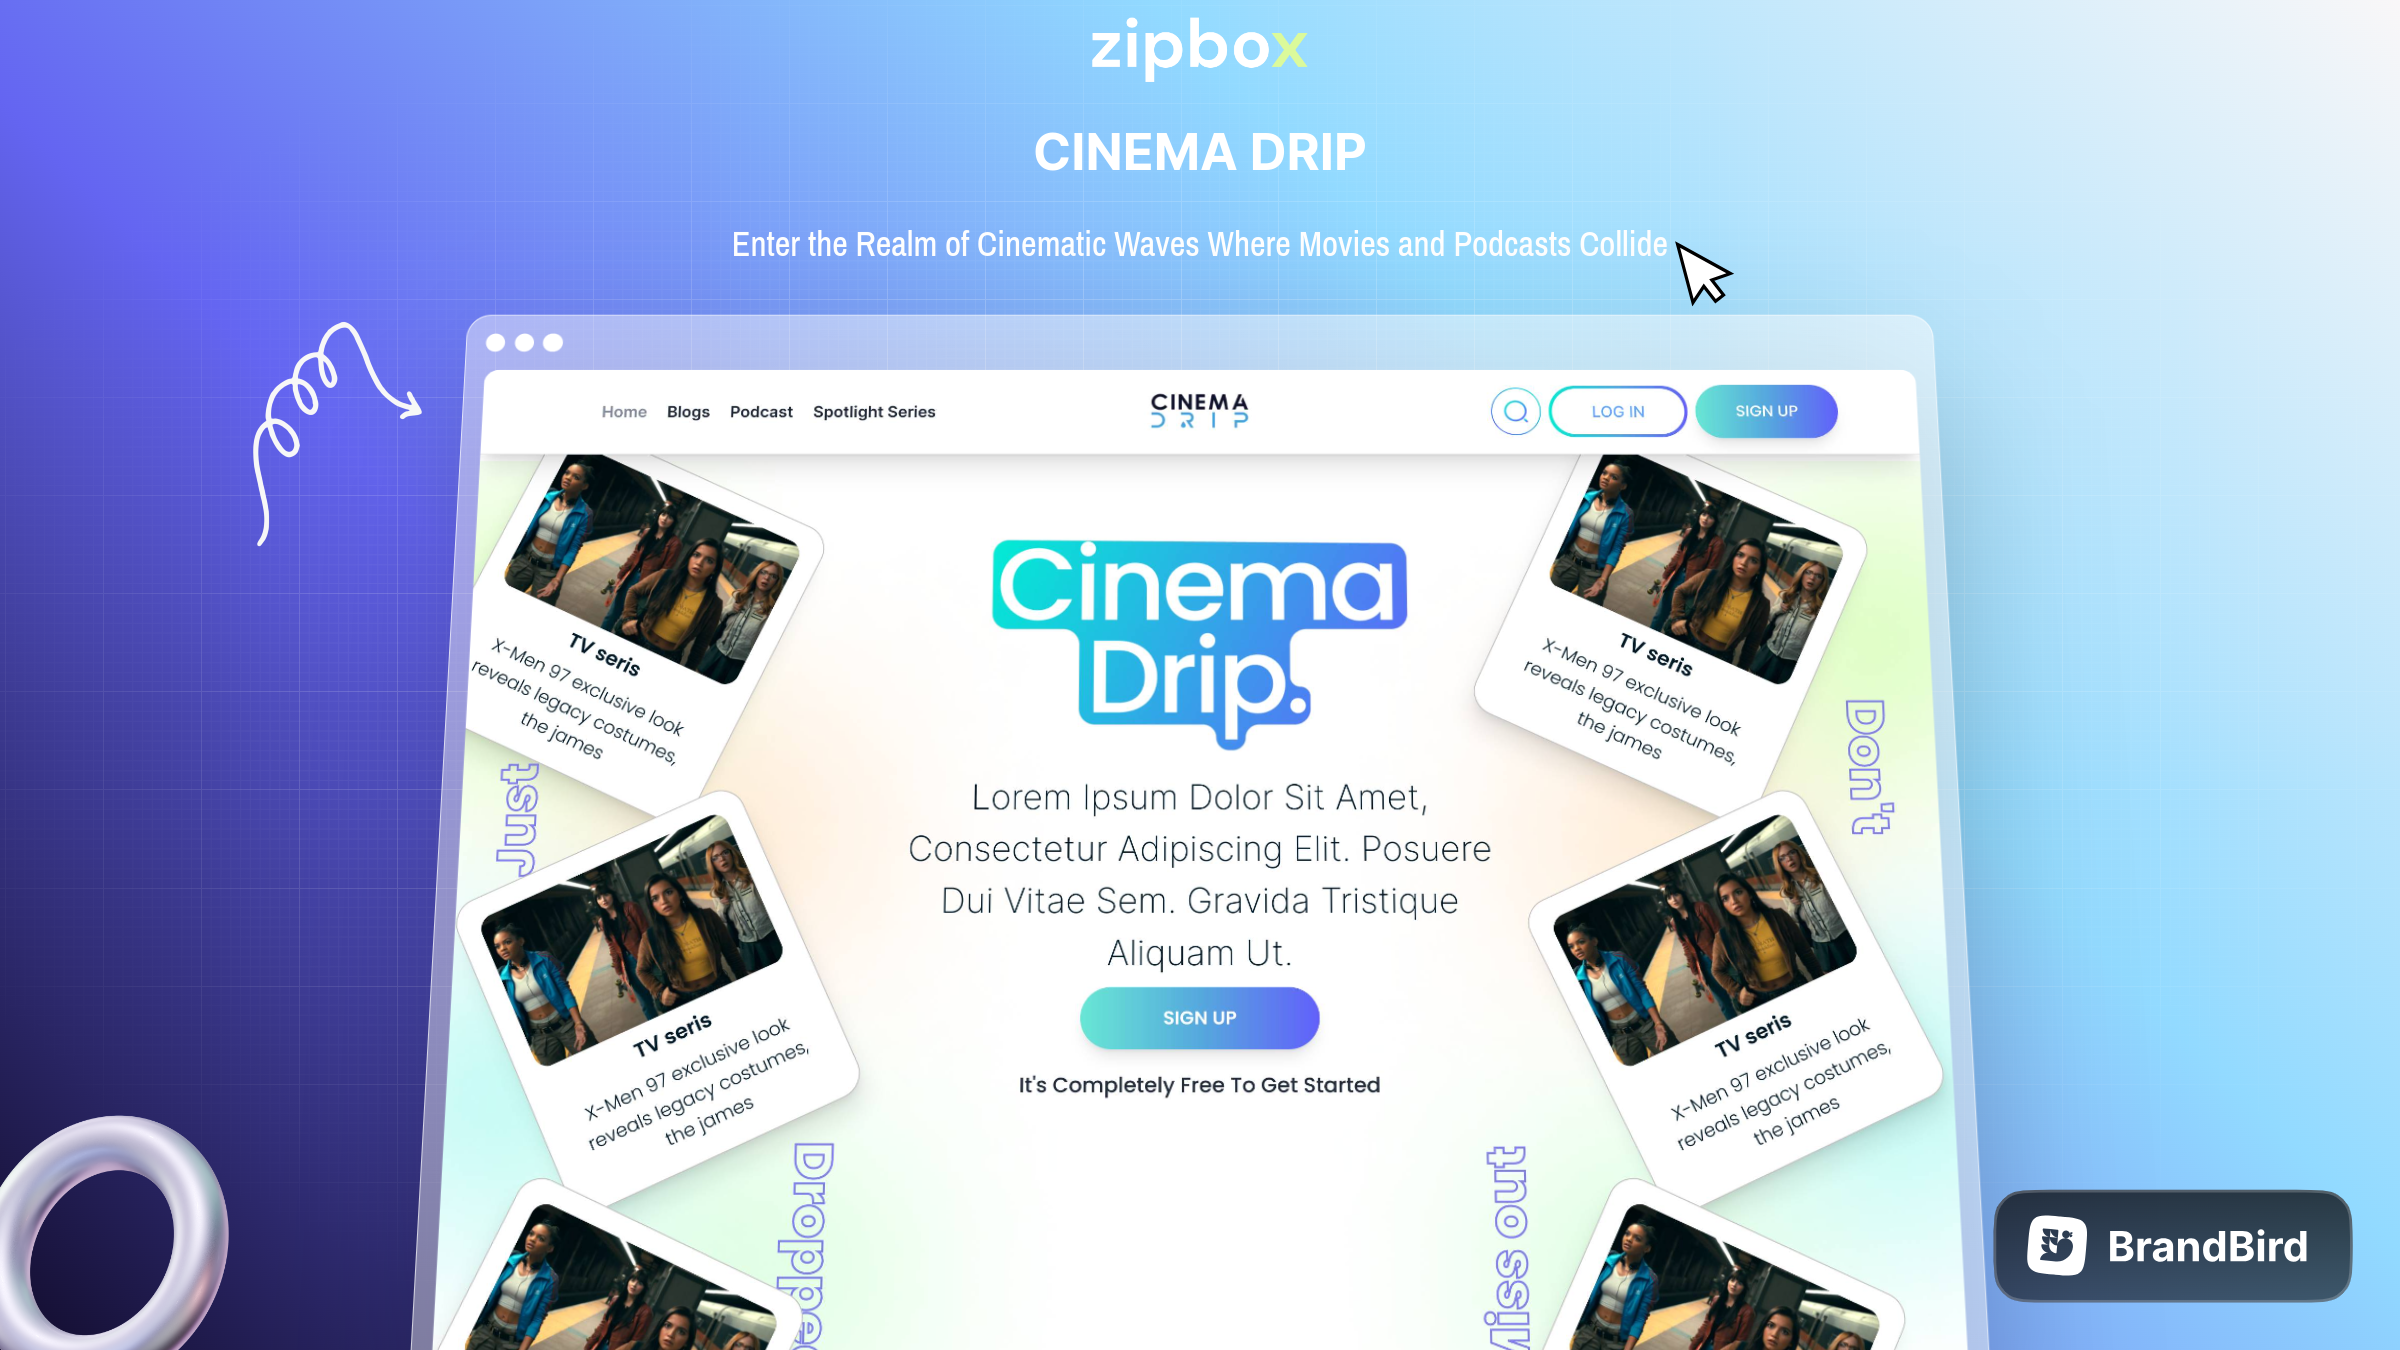 zipbox
CINEMA DRIP
Enter the Realm of Cinematic Waves Where Movies and Podcasts Collide
Home Blogs Podcast Spotlight Series
CINEMA
DRIP
LOG IN
SIGN UP
TV seris
X-Men 97 exclusive look
reveals legacy costumes,
the james
Just
TV seris
X-Men 97 exclusive look
reveals legacy costumes,
the james
Dropped
Cinema
Drip.
Lorem Ipsum Dolor Sit Amet,
Consectetur Adipiscing Elit. Posuere
Dui Vitae Sem. Gravida Tristique
Aliquam Ut.
SIGN UP
It's Completely Free To Get Started
TV seris
X-Men 97 exclusive look
reveals legacy costumes,
the james
Don't
TV seris
X-Men 97 exclusive look
reveals legacy costumes,
the james
Miss out
BrandBird